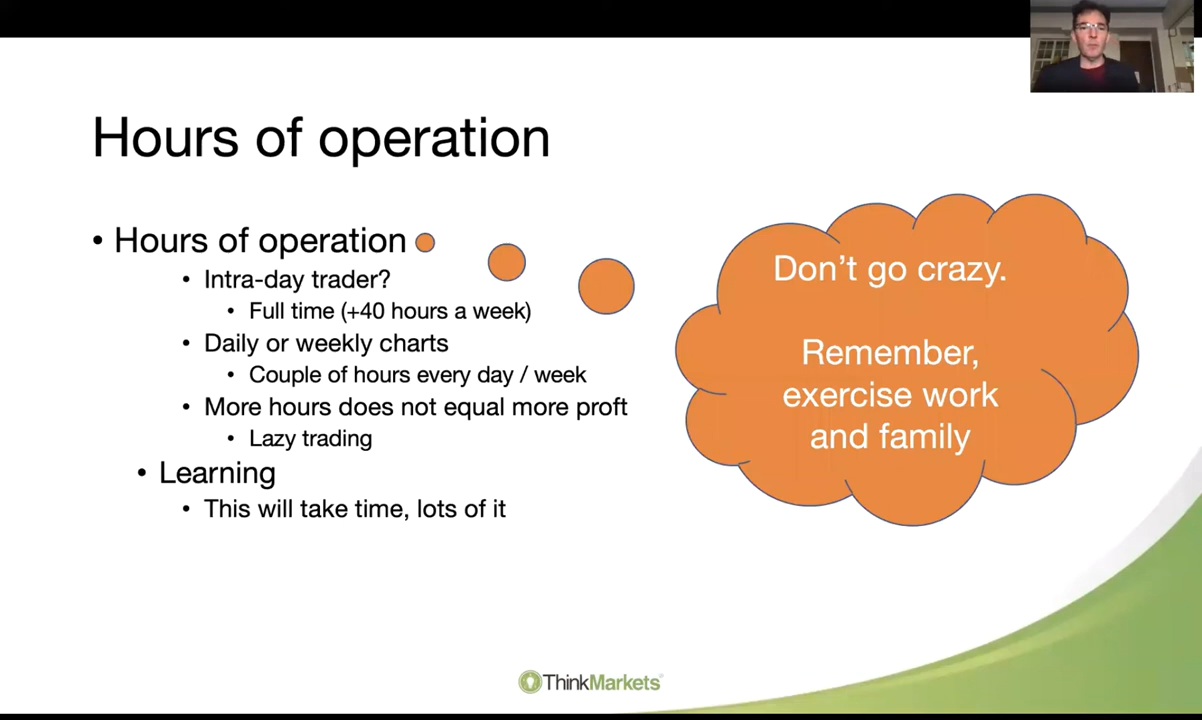 Hours of operation
• Hours of operation
• Intra-day trader?
• Full time (+40 hours a week)
• Daily or weekly charts
• Couple of hours every day / week
• More hours does not equal more proft
• Lazy trading
• Learning
• This will take time, lots of it
Don't go crazy.
Remember,
exercise work
and family
ThinkMarkets